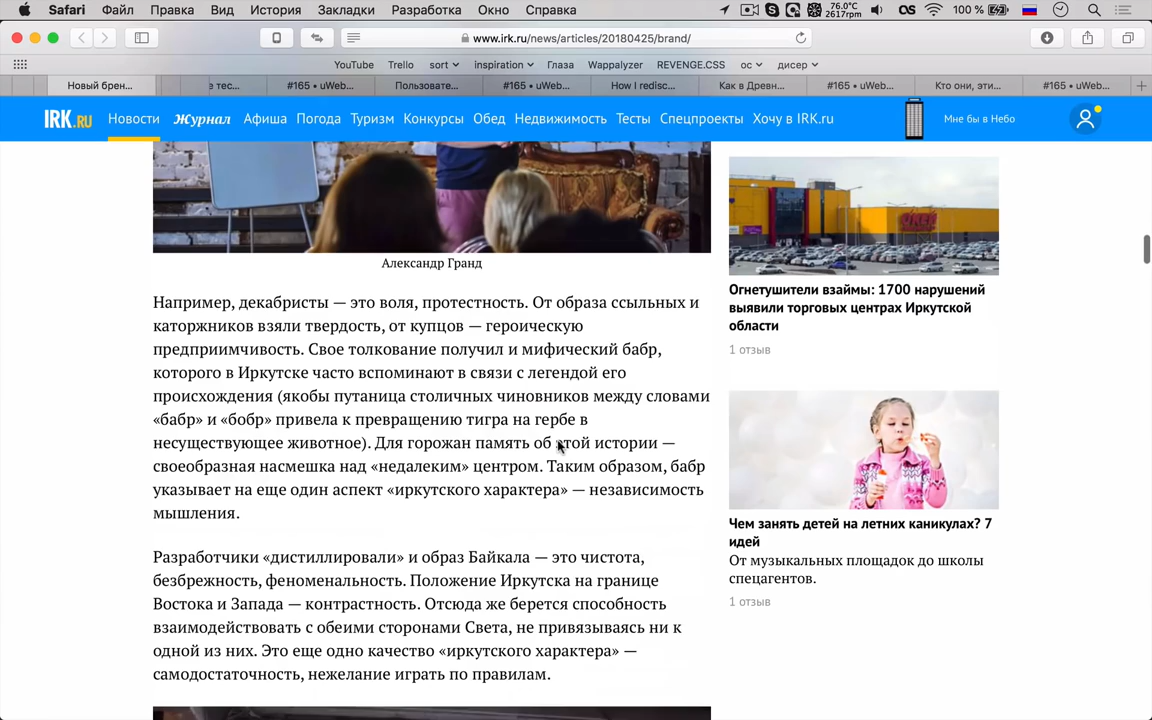 Safari Файл Правка Вид История Закладки Разработка Окно Справка 76.0°C 2617rpm 100 %
www.irk.ru/news/articles/20180425/brand/
YouTube Trello sort inspiration Глаза Wappalyzer REVENGE.CSS ос дисер
Новый брен... е тес... #165 • uWeb... Пользовате... #165 • uWeb... How I redisc... Как в Древн... #165 • uWeb... Кто они, эти... #165 • uWeb...
IRK.RU Новости Журнал Афиша Погода Туризм Конкурсы Обед Недвижимость Тесты Спецпроекты Хочу в IRK.ru Мне бы в Небо
Александр Гранд
Например, декабристы — это воля, протестность. От образа ссыльных и
каторжников взяли твердость, от купцов — героическую
предприимчивость. Свое толкование получил и мифический бабр,
которого в Иркутске часто вспоминают в связи с легендой его
происхождения (якобы путаница столичных чиновников между словами
«бабр» и «бобр» привела к превращению тигра на гербе в
несуществующее животное). Для горожан память об этой истории —
своеобразная насмешка над «недалеким» центром. Таким образом, бабр
указывает на еще один аспект «иркутского характера» — независимость
мышления.
Разработчики «дистиллировали» и образ Байкала — это чистота,
безбрежность, феноменальность. Положение Иркутска на границе
Востока и Запада — контрастность. Отсюда же берется способность
взаимодействовать с обеими сторонами Света, не привязываясь ни к
одной из них. Это еще одно качество «иркутского характера» —
самодостаточность, нежелание играть по правилам.
Огнетушители взаймы: 1700 нарушений
выявили торговых центрах Иркутской
области
1 отзыв
Чем занять детей на летних каникулах? 7
идей
От музыкальных площадок до школы
спецагентов.
1 отзыв